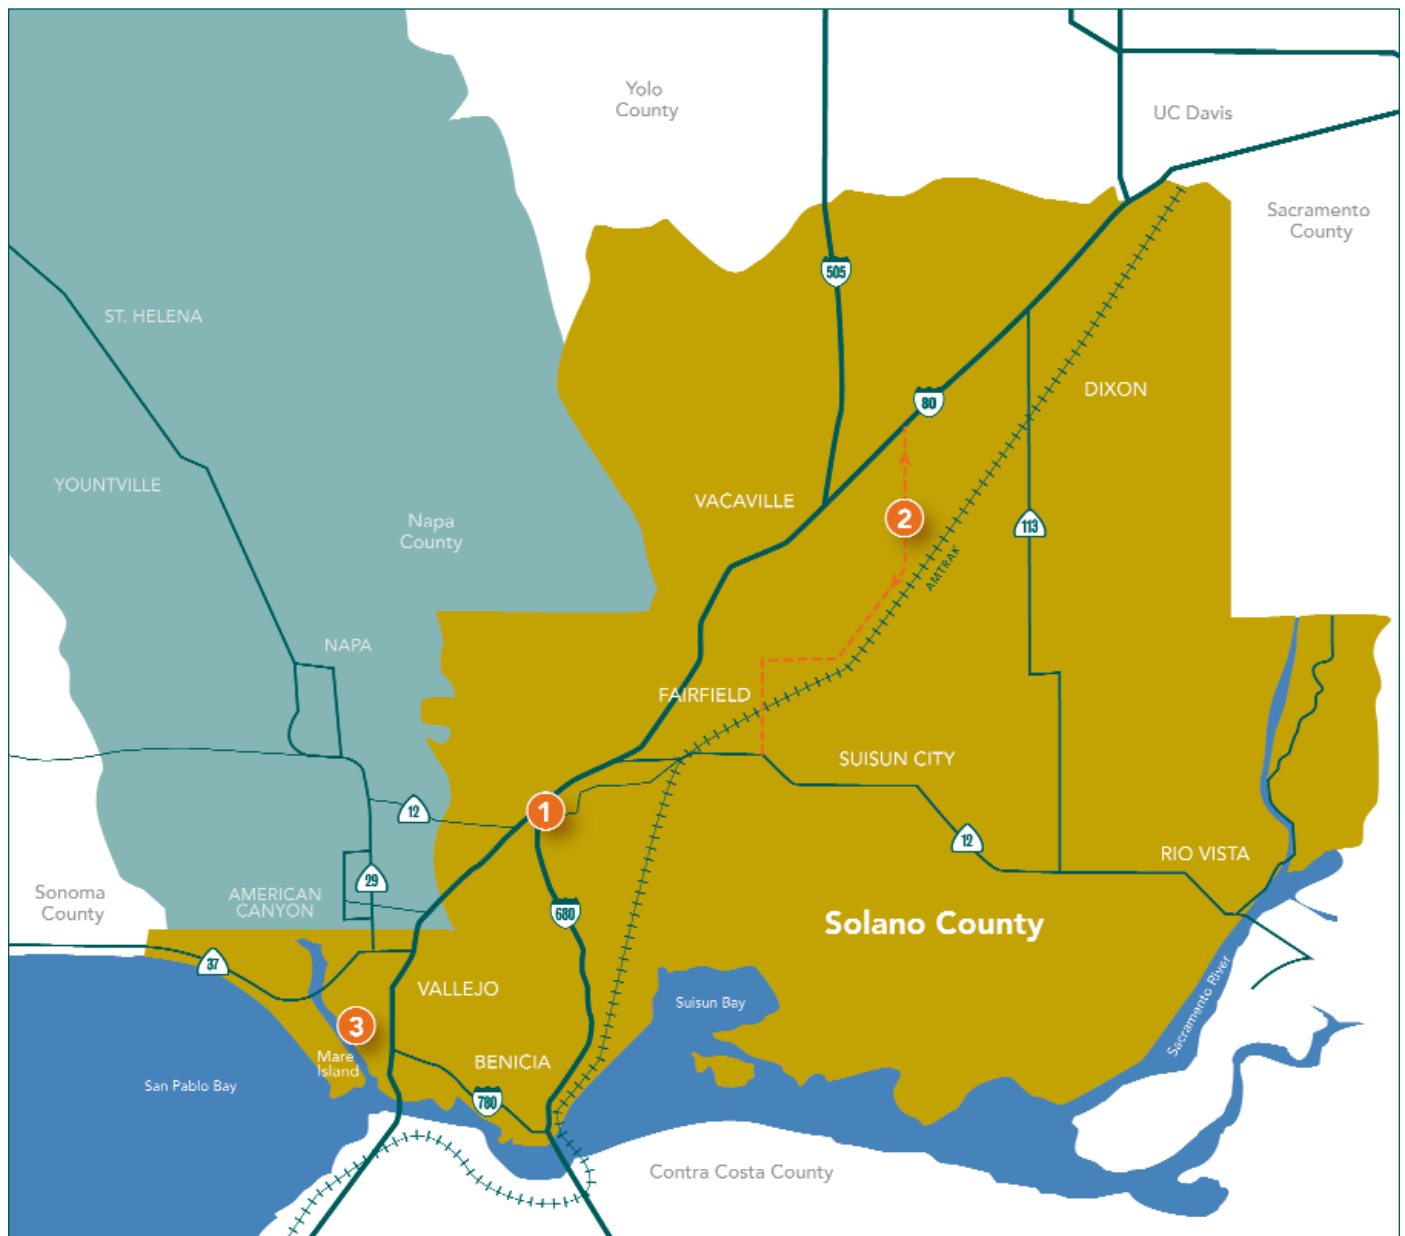 Yolo
County
UC Davis
Sacramento
County
505
ST. HELENA
80
DIXON
YOUNTVILLE
VACAVILLE
Napa
County
2
113
AMTRAK
NAPA
FAIRFIELD
SUISUN CITY
1
12
12
RIO VISTA
29
Sonoma
County
AMERICAN
CANYON
680
Solano County
37
VALLEJO
Suisun Bay
Sacramento River
3
Mare
Island
BENICIA
San Pablo Bay
780
Contra Costa County